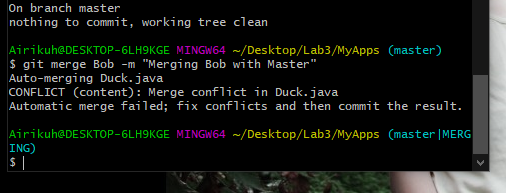 On branch master
nothing to commit, working tree clean
Airikuh@DESKTOP-6LH9KGE MINGW64 ~/Desktop/Lab3/MyApps (master)
$ git merge Bob -m "Merging Bob with Master"
Auto-merging Duck.java
CONFLICT (content): Merge conflict in Duck.java
Automatic merge failed; fix conflicts and then commit the result.
Airikuh@DESKTOP-6LH9KGE MINGW64 ~/Desktop/Lab3/MyApps (master|MERG
ING)
$